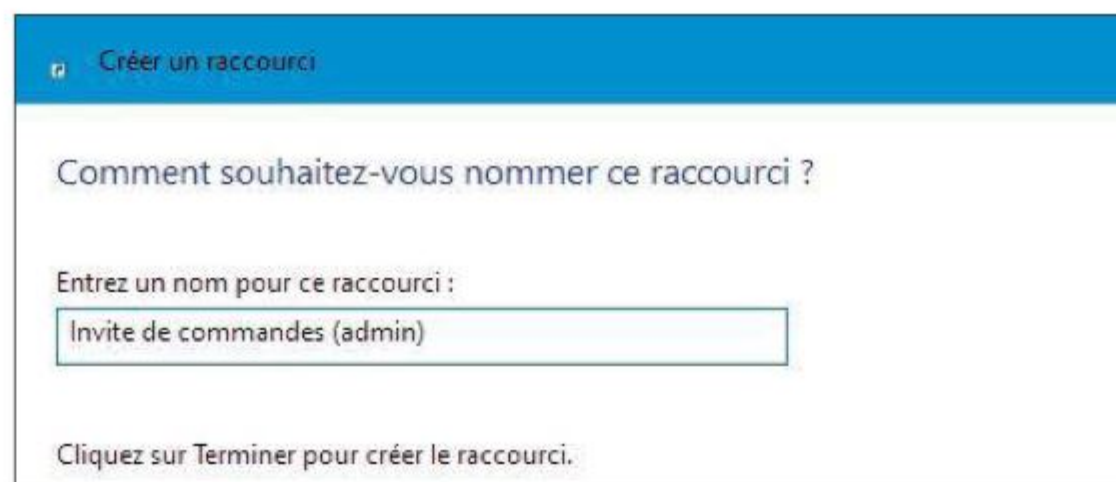 Créer un raccourci
Comment souhaitez-vous nommer ce raccourci ?
Entrez un nom pour ce raccourci :
Invite de commandes (admin)
Cliquez sur Terminer pour créer le raccourci.